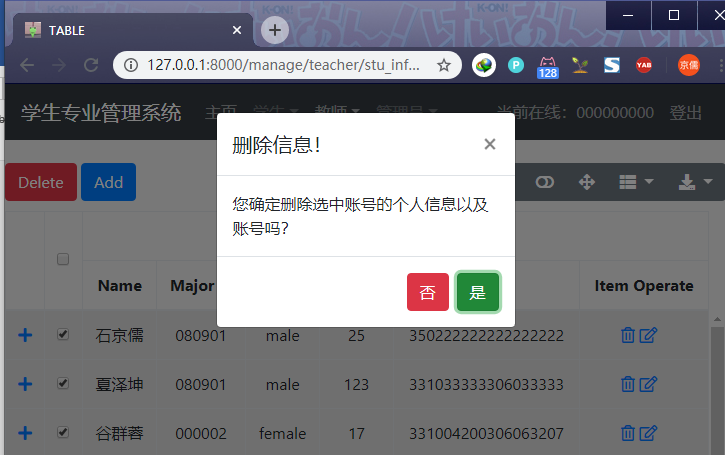 K-ON!
K-ON!
TABLE
127.0.0.1:8000/manage/teacher/stu_inf...
128
YAB
京儒
学生专业管理系统 主页 学生 教师 管理员 当前在线：000000000 登出
删除信息！
Delete Add
您确定删除选中账号的个人信息以及
账号吗？
否 是
Name Major Item Operate
石京儒 080901 male 25 350222222222222222
夏泽坤 080901 male 123 331033333306033333
谷群蓉 000002 female 17 331004200306063207